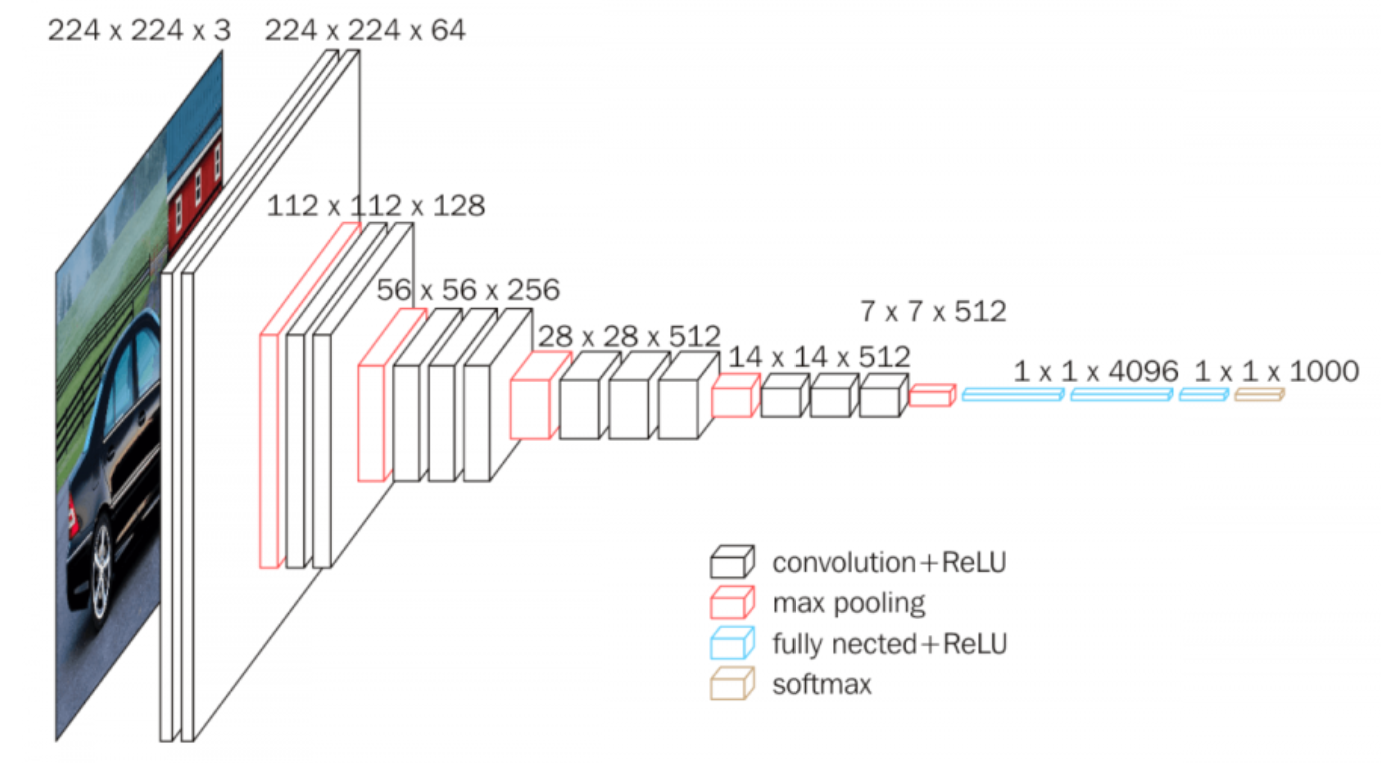 224 x 224 x 3
224 x 224 x 64
112 x 112 x 128
56 x 56 x 256
28 x 28 x 512
14 x 14 x 512
7 x 7 x 512
1 x 1 x 4096
1 x 1 x 1000
convolution+ReLU
max pooling
fully nected+ReLU
softmax